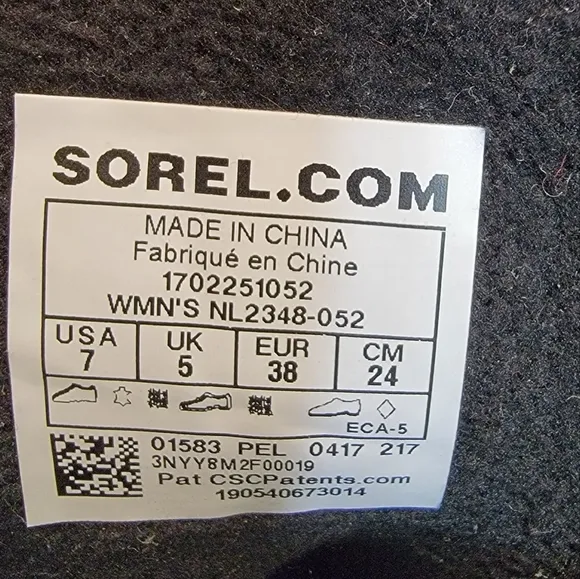 SOREL.COM
MADE IN CHINA
Fabriqué en Chine
1702251052
WMN'S NL2348-052
USA UK EUR CM
7 5 38 24
ECA-5
01583 PEL 0417 217
3NYY8M2F00019
Pat CSCPatents.com
190540673014